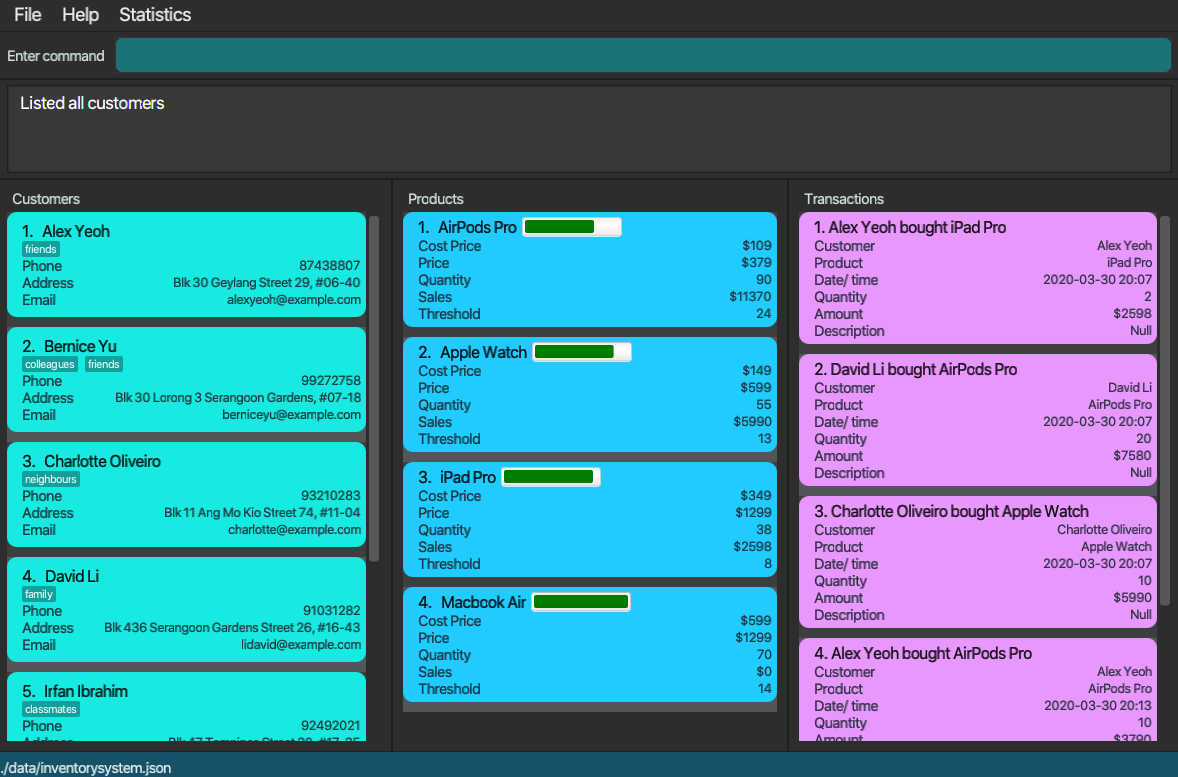 File Help Statistics
Enter command
Listed all customers
Customers
1. Alex Yeoh
friends
Phone 87438807
Address Blk 30 Geylang Street 29, #06-40
Email alexyeoh@example.com
2. Bernice Yu
colleagues friends
Phone 99272758
Address Blk 30 Lorong 3 Serangoon Gardens, #07-18
Email berniceyu@example.com
3. Charlotte Oliveiro
neighbours
Phone 93210283
Address Blk 11 Ang Mo Kio Street 74, #11-04
Email charlotte@example.com
4. David Li
family
Phone 91031282
Address Blk 436 Serangoon Gardens Street 26, #16-43
Email lidavid@example.com
5. Irfan Ibrahim
classmates
Phone 92492021
Address Blk 47 Tampines Street 20, #17-35
Products
1. AirPods Pro
Cost Price $109
Price $379
Quantity 90
Sales $11370
Threshold 24
2. Apple Watch
Cost Price $149
Price $599
Quantity 55
Sales $5990
Threshold 13
3. iPad Pro
Cost Price $349
Price $1299
Quantity 38
Sales $2598
Threshold 8
4. Macbook Air
Cost Price $599
Price $1299
Quantity 70
Sales $0
Threshold 14
Transactions
1. Alex Yeoh bought iPad Pro
Customer Alex Yeoh
Product iPad Pro
Date/ time 2020-03-30 20:07
Quantity 2
Amount $2598
Description Null
2. David Li bought AirPods Pro
Customer David Li
Product AirPods Pro
Date/ time 2020-03-30 20:07
Quantity 20
Amount $7580
Description Null
3. Charlotte Oliveiro bought Apple Watch
Customer Charlotte Oliveiro
Product Apple Watch
Date/ time 2020-03-30 20:07
Quantity 10
Amount $5990
Description Null
4. Alex Yeoh bought AirPods Pro
Customer Alex Yeoh
Product AirPods Pro
Date/ time 2020-03-30 20:13
Quantity 10
Amount $3790
./data/inventorysystem.json